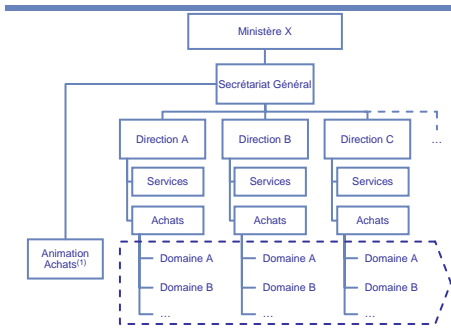 Ministère X
Secrétariat Général
Direction A
Direction B
Direction C
...
Services
Services
Services
Achats
Achats
Achats
Animation
Achats(1)
Domaine A
Domaine A
Domaine A
Domaine B
Domaine B
Domaine B
...
...
...